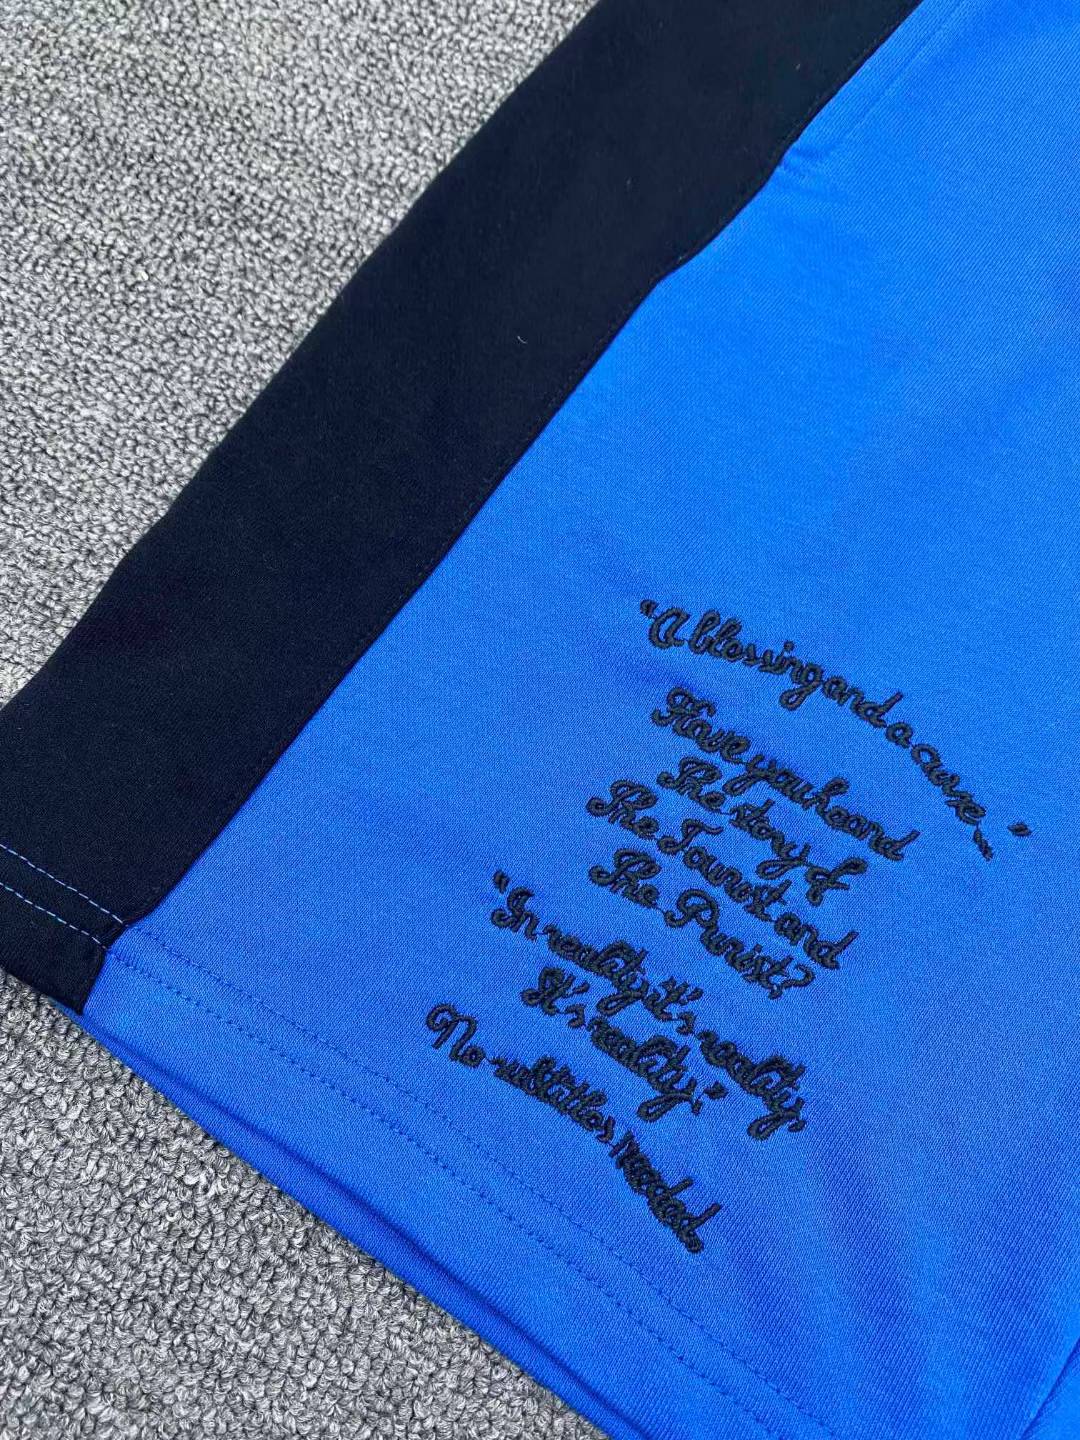 "A blessing and a curse_"
Have you heard
The story of
The Tourist and
The Purist?
"In reality, it's reality,
It's reality,"
No subtitles needed,